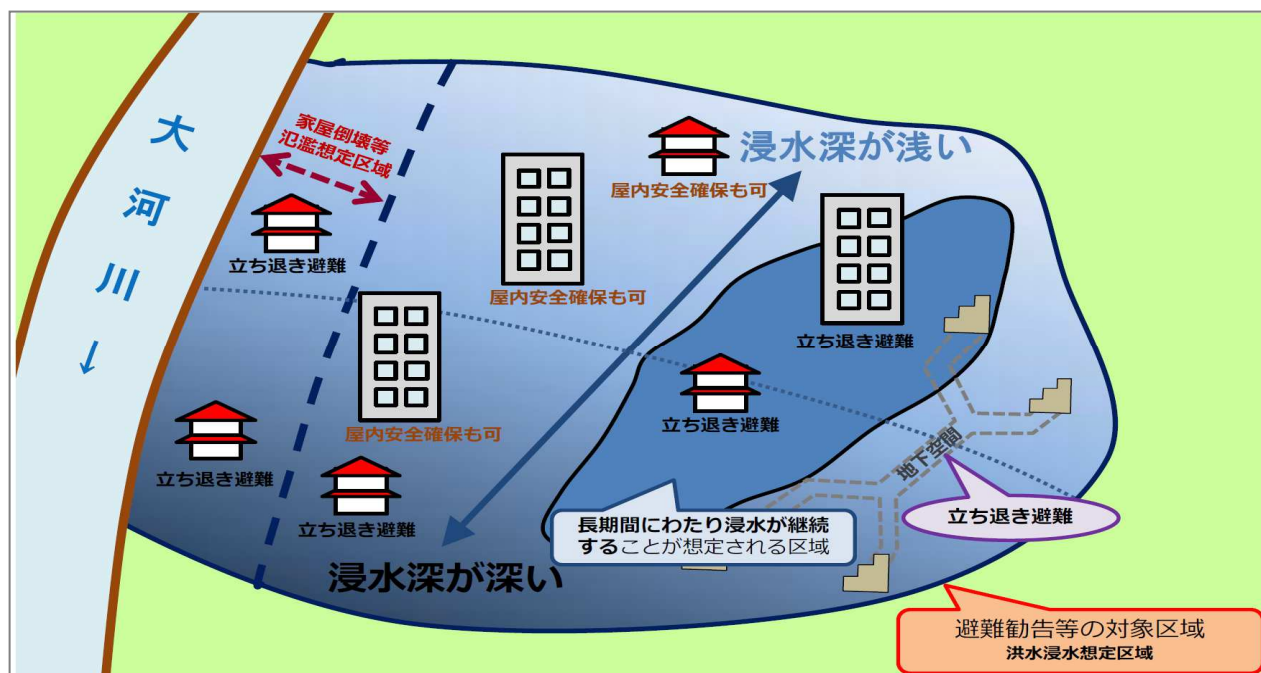 大河川
↓
家屋倒壊等
氾濫想定区域
立ち退き避難
屋内安全確保も可
屋内安全確保も可
浸水深が浅い
立ち退き避難
屋内安全確保も可
立ち退き避難
立ち退き避難
立ち退き避難
浸水深が深い
長期間にわたり浸水が継続
することが想定される区域
地下空間
立ち退き避難
避難勧告等の対象区域
洪水浸水想定区域